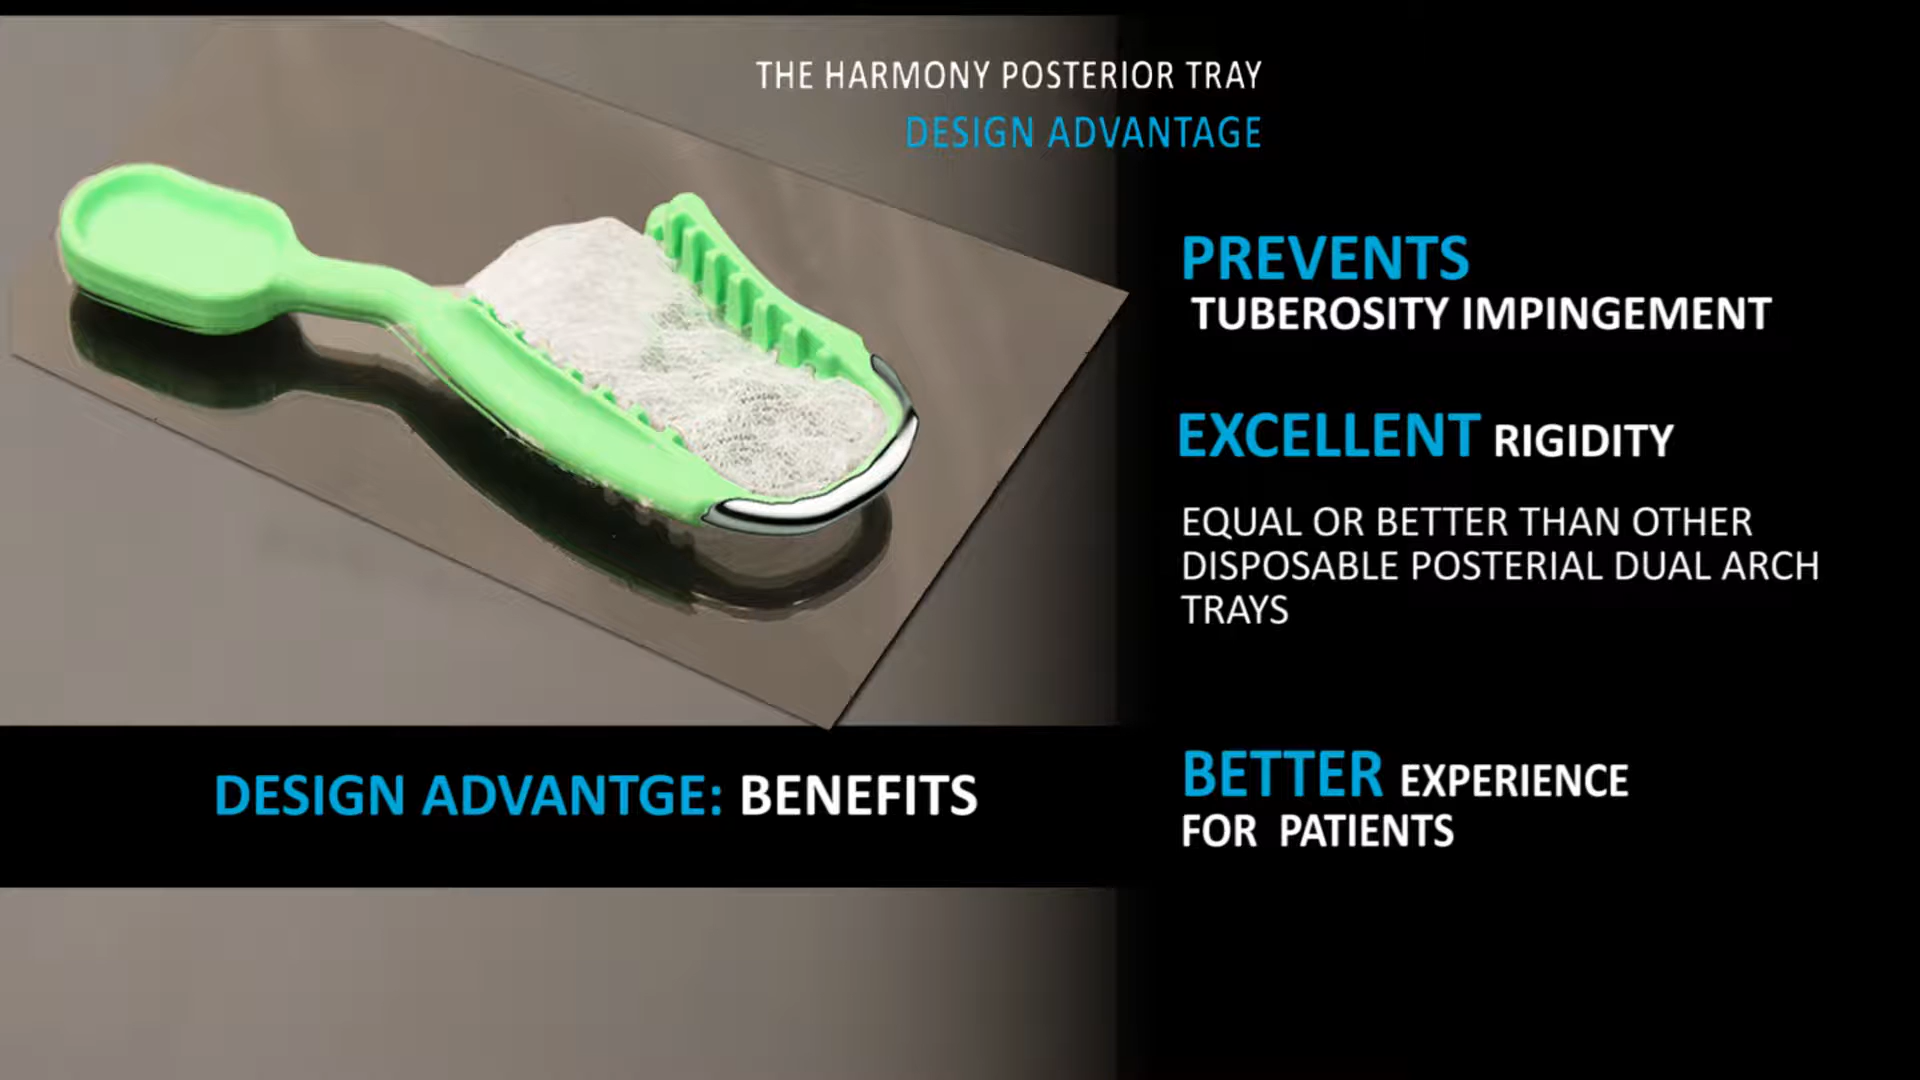 THE HARMONY POSTERIOR TRAY
DESIGN ADVANTAGE
PREVENTS
TUBEROSITY IMPINGEMENT
EXCELLENT RIGIDITY
EQUAL OR BETTER THAN OTHER
DISPOSABLE POSTERIAL DUAL ARCH
TRAYS
BETTER EXPERIENCE
FOR PATIENTS
DESIGN ADVANTGE: BENEFITS